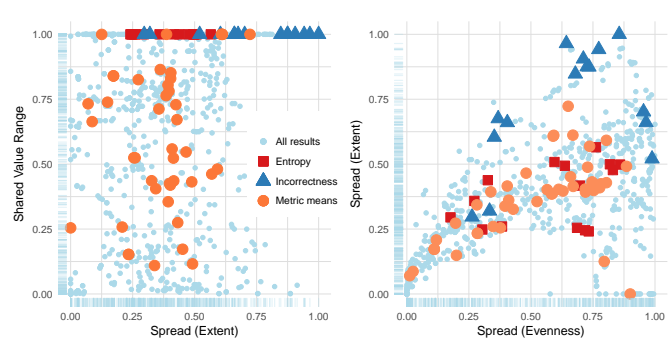 1.00
0.75
0.50
0.25
0.00
Shared Value Range
0.00
0.25
0.50
0.75
1.00
Spread (Extent)
All results
Entropy
Incorrectness
Metric means
1.00
0.75
0.50
0.25
0.00
Spread (Extent)
0.00
0.25
0.50
0.75
1.00
Spread (Evenness)